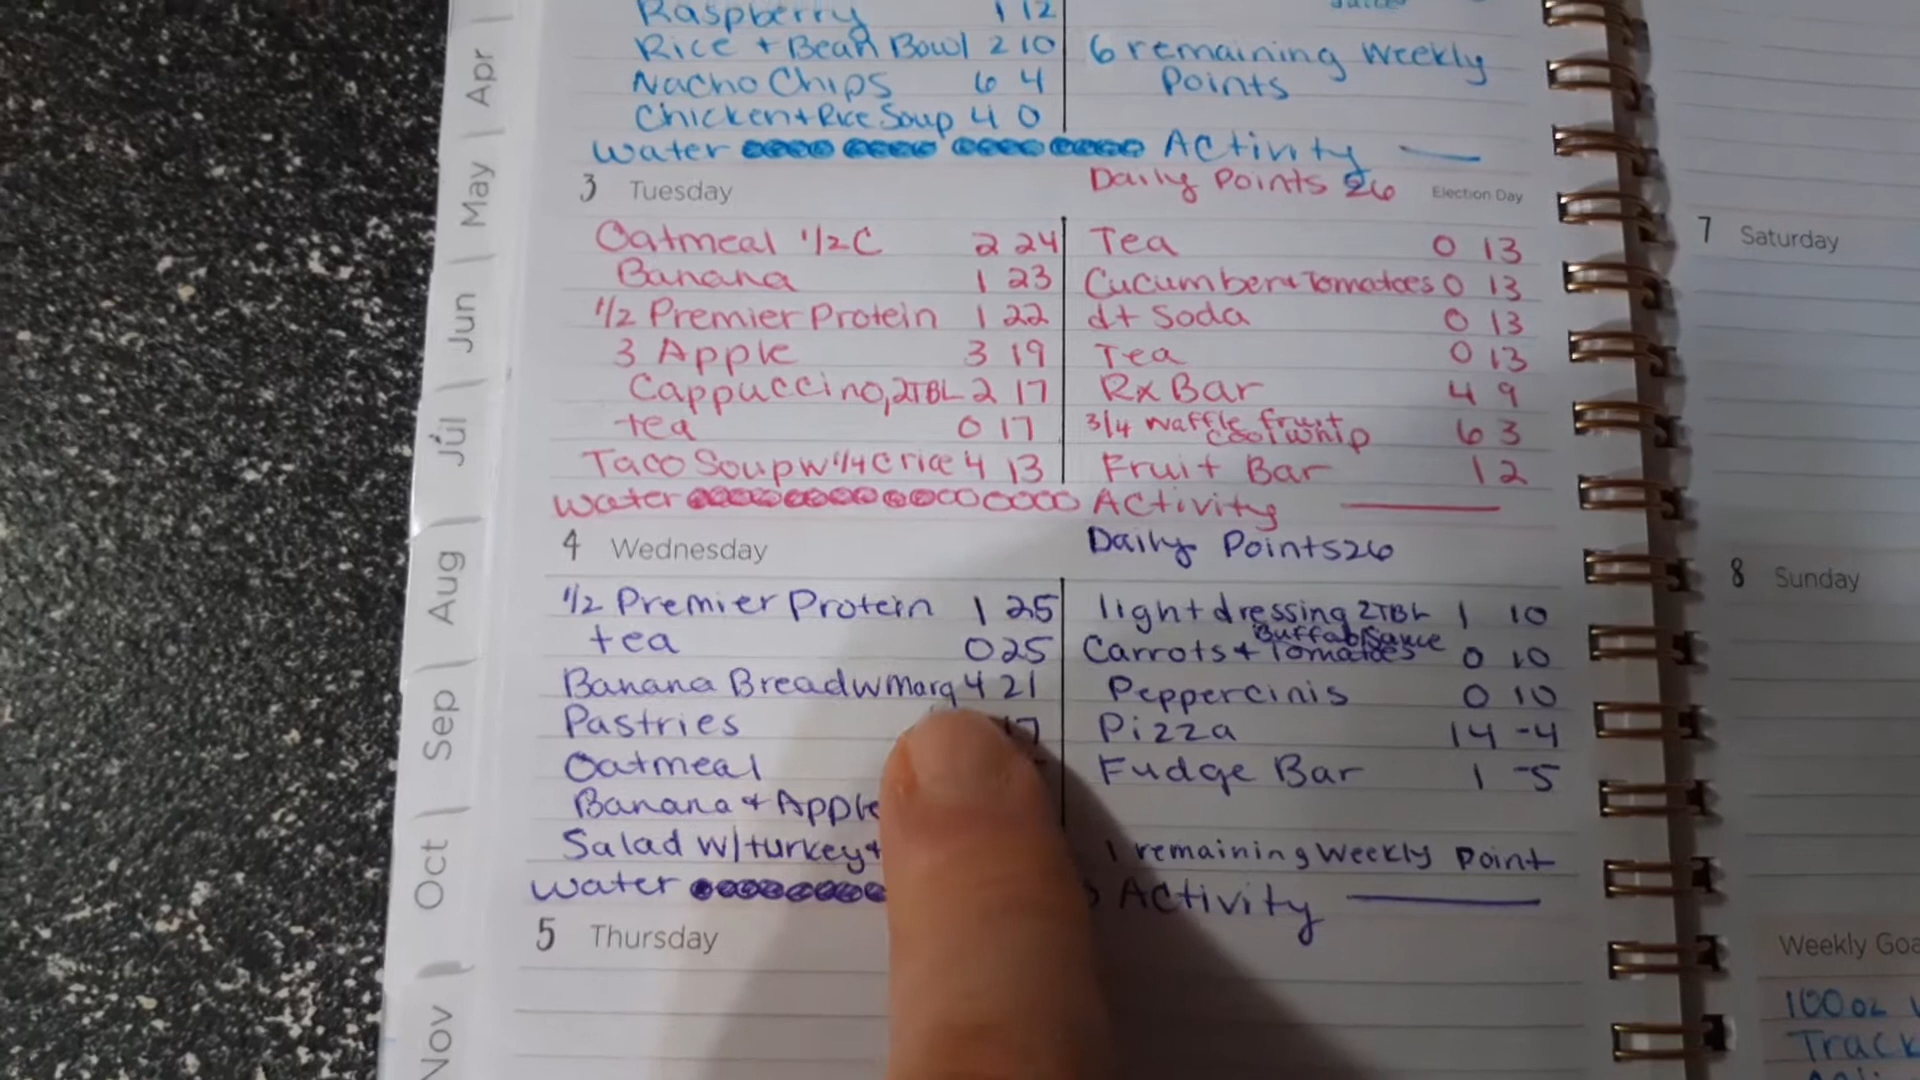 Apr
May
Jun
Jul
Aug
Sep
Oct
Nov
Raspberry 1 12
Rice + Bean Bowl 2 10
Nacho Chips 6 4
Chicken + Rice Soup 4 0
6 remaining Weekly
Points
Water Activity
3 Tuesday
Daily Points 26
Election Day
Oatmeal 1/2 C 2 24
Banana 1 23
1/2 Premier Protein 1 22
3 Apple 3 19
Cappuccino, 2TBL 2 17
tea 0 17
Taco Soup w 1/4 C rice 4 13
Tea 0 13
Cucumber + Tomatoes 0 13
dt Soda 0 13
Tea 0 13
Rx Bar 4 9
3/4 waffle fruit
coolwhip 6 3
Fruit Bar 1 2
Water Activity
4 Wednesday
Daily Points 26
1/2 Premier Protein 1 25
tea 0 25
Banana Bread w marg 4 21
Pastries 17
Oatmeal
Banana + Apple
Salad w/turkey +
light dressing 2TBL 1 10
Buffalo Sauce
Carrots + Tomatoes 0 10
Peppercinis 0 10
Pizza 14 -4
Fudge Bar 1 -5
1 remaining Weekly Point
Water Activity
5 Thursday
7 Saturday
8 Sunday
Weekly Goa
100oz
Track